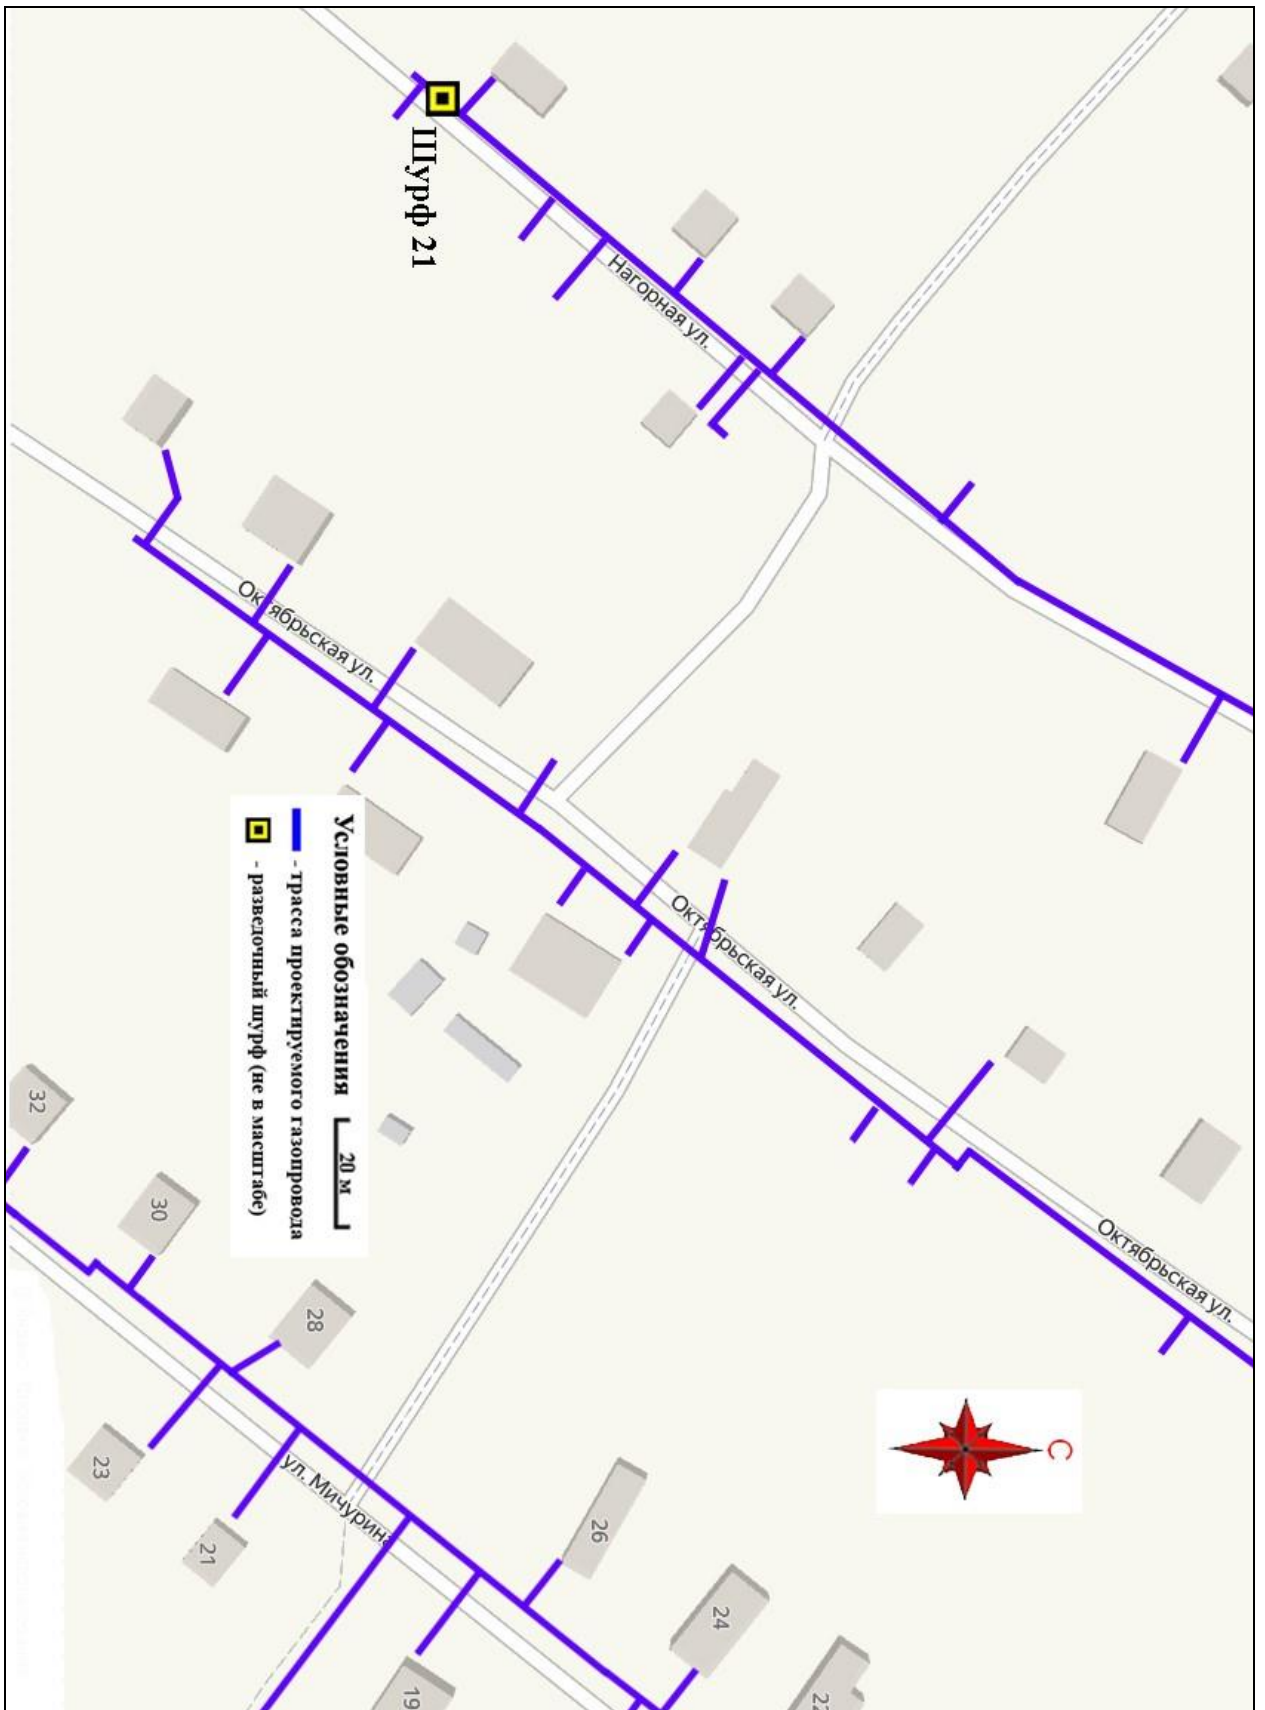 Шурф 21
Нагорная ул.
Октябрьская ул.
Октябрьская ул.
Октябрьская ул.
Условные обозначения
20 м
- трасса проектируемого газопровода
- разведочный шурф (не в масштабе)
С
32
30
28
26
24
22
23
21
19
ул. Мичурина